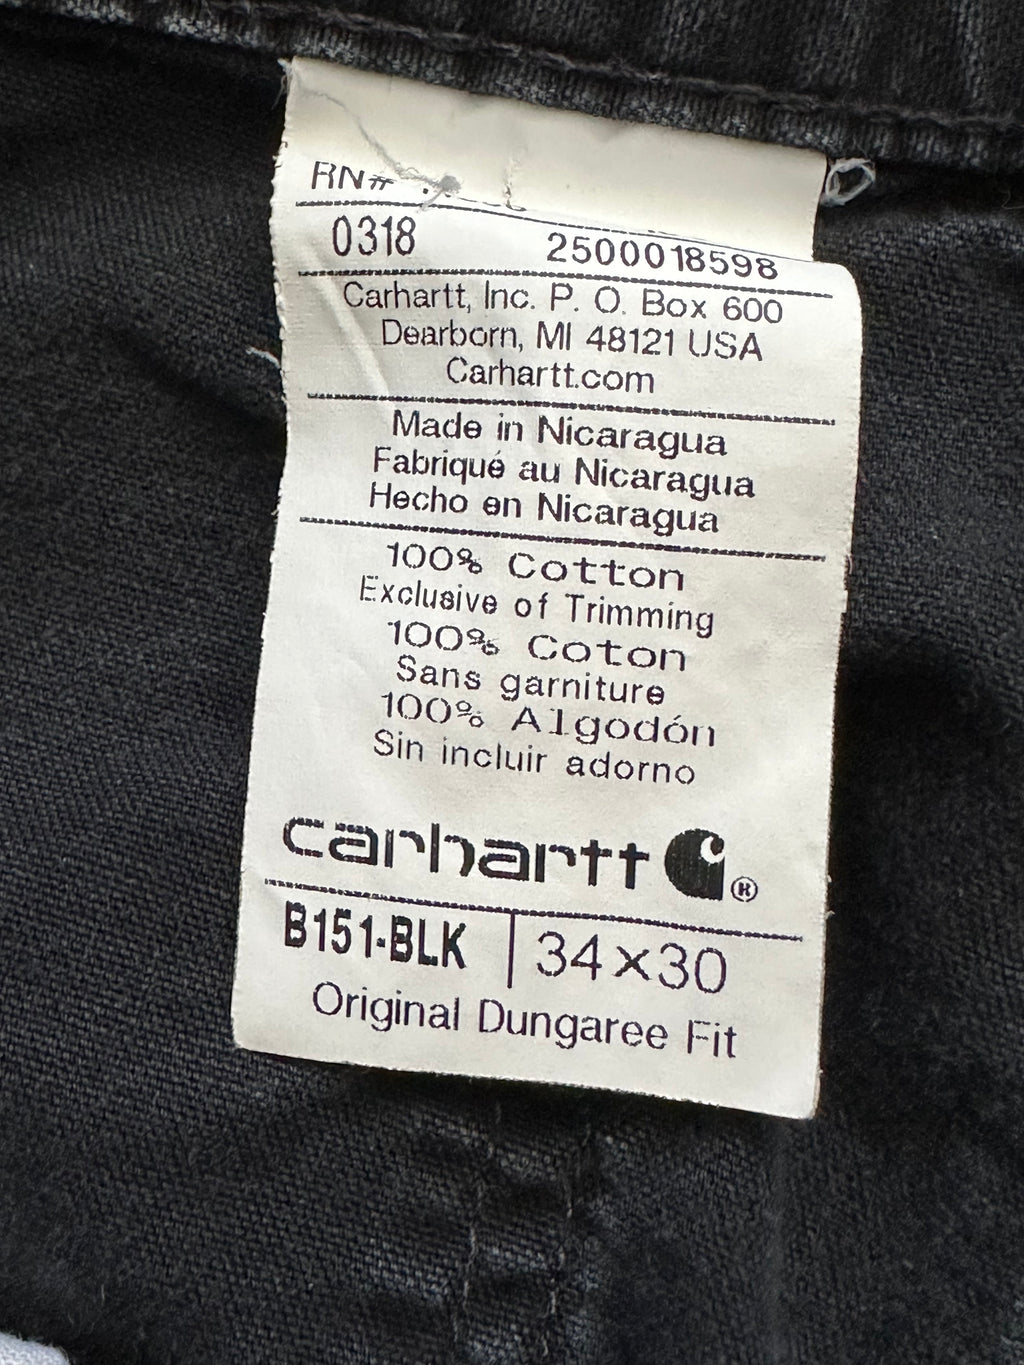 RN#
0318 2500018598
Carhartt, Inc. P. O. Box 600
Dearborn, MI 48121 USA
Carhartt.com
Made in Nicaragua
Fabriqué au Nicaragua
Hecho en Nicaragua
100% Cotton
Exclusive of Trimming
100% Coton
Sans garniture
100% Algodón
Sin incluir adorno
carhartt ®
B151-BLK | 34x30
Original Dungaree Fit